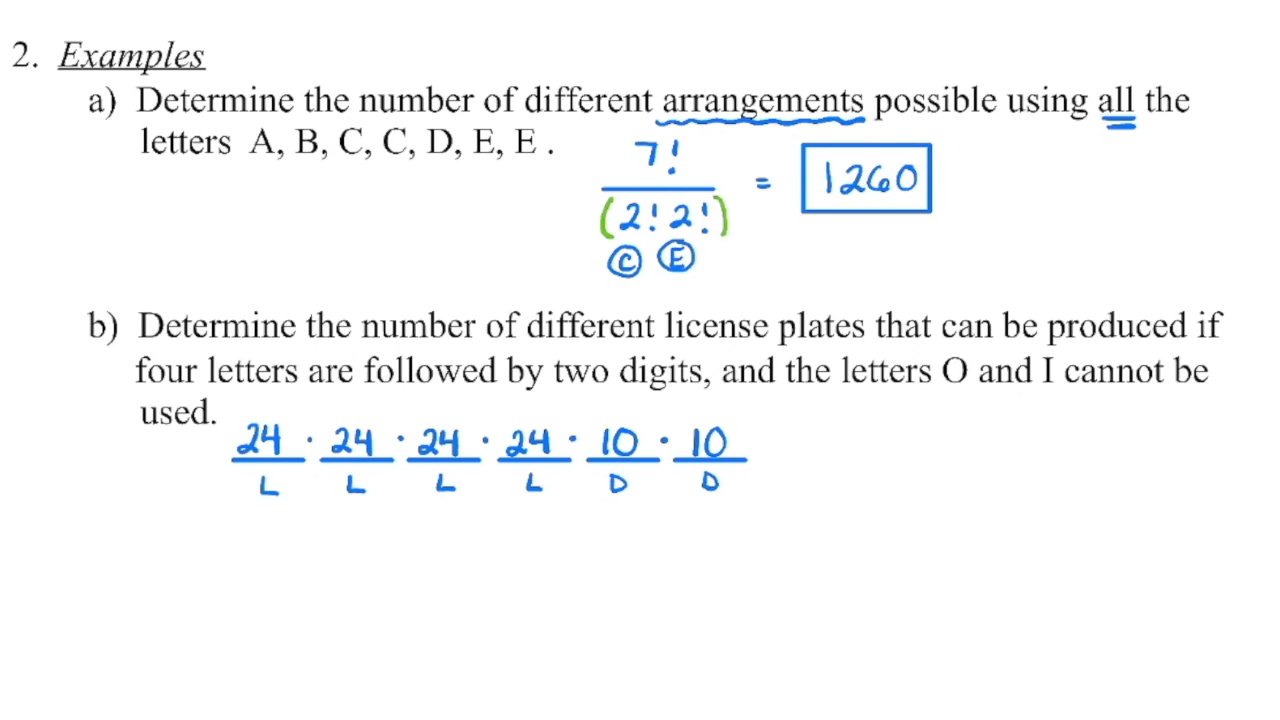 2. Examples
a) Determine the number of different arrangements possible using all the
letters A, B, C, C, D, E, E .
7!
(2! 2!)
= 1260
C E
b) Determine the number of different license plates that can be produced if
four letters are followed by two digits, and the letters O and I cannot be
used.
24 · 24 · 24 · 24 · 10 · 10
L L L L D D